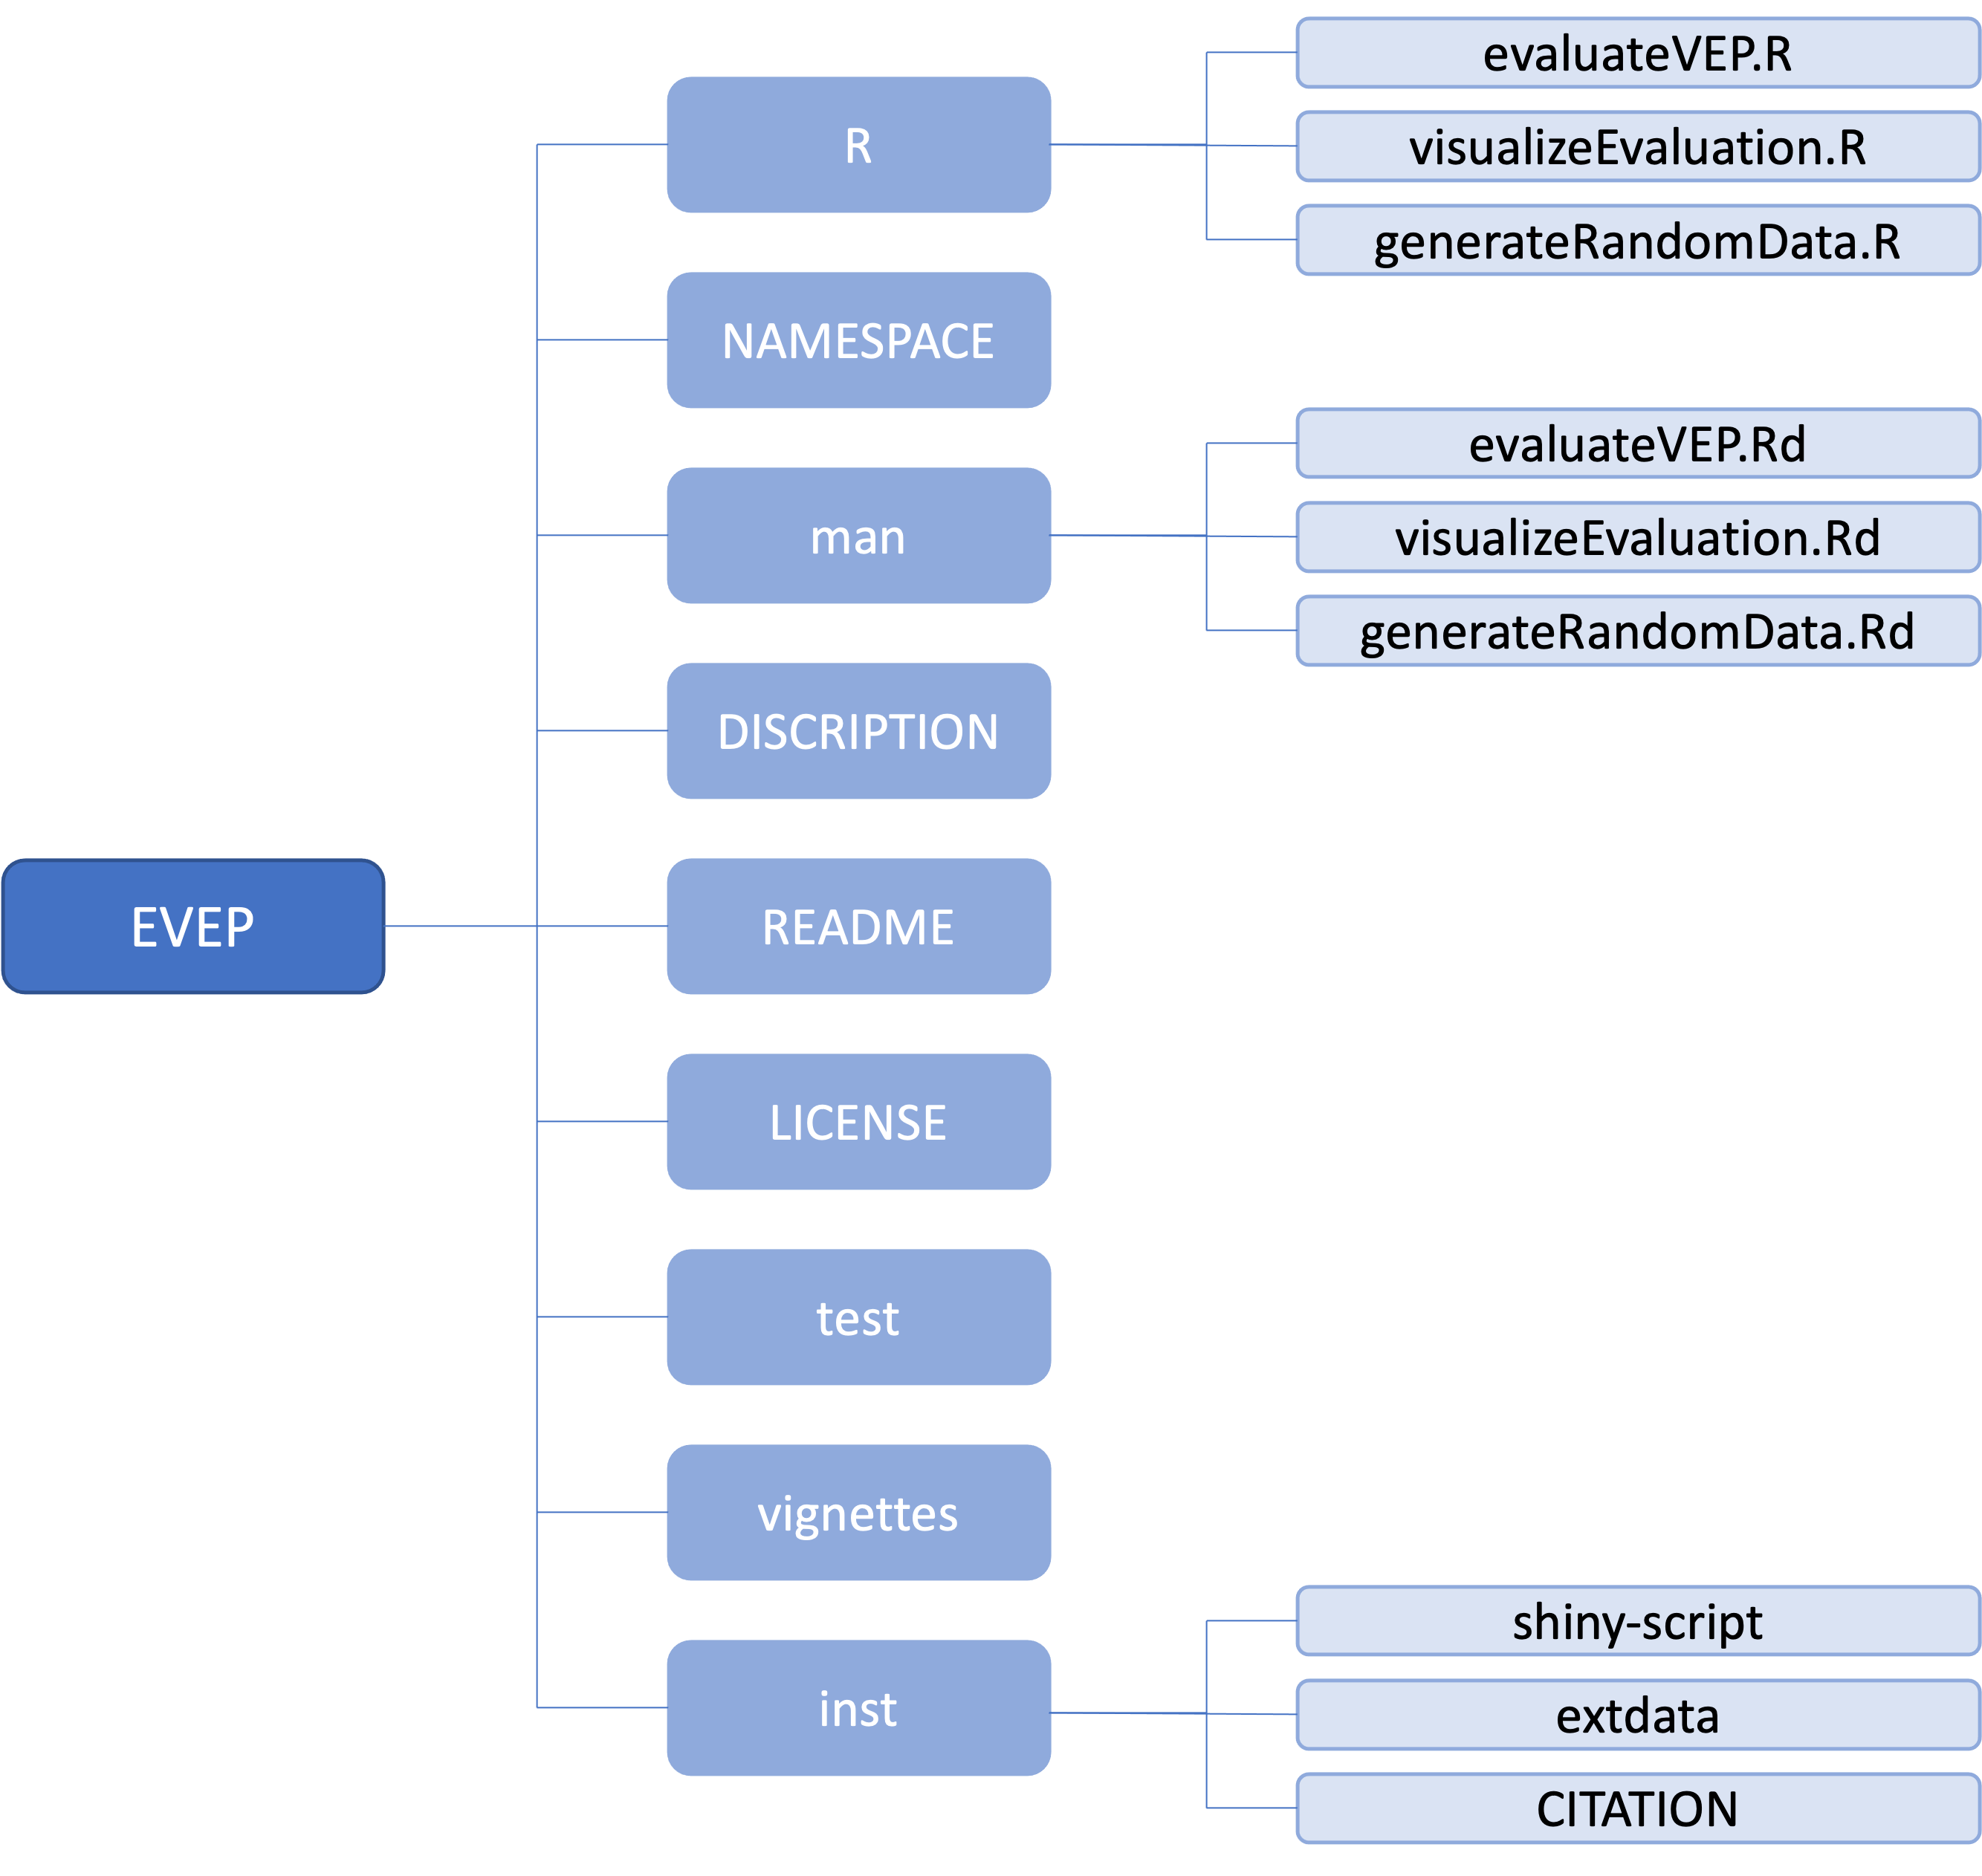 EVEP
R
evaluateVEP.R
visualizeEvaluation.R
generateRandomData.R
NAMESPACE
man
evaluateVEP.Rd
visualizeEvaluation.Rd
generateRandomData.Rd
DISCRIPTION
README
LICENSE
test
vignettes
inst
shiny-script
extdata
CITATION